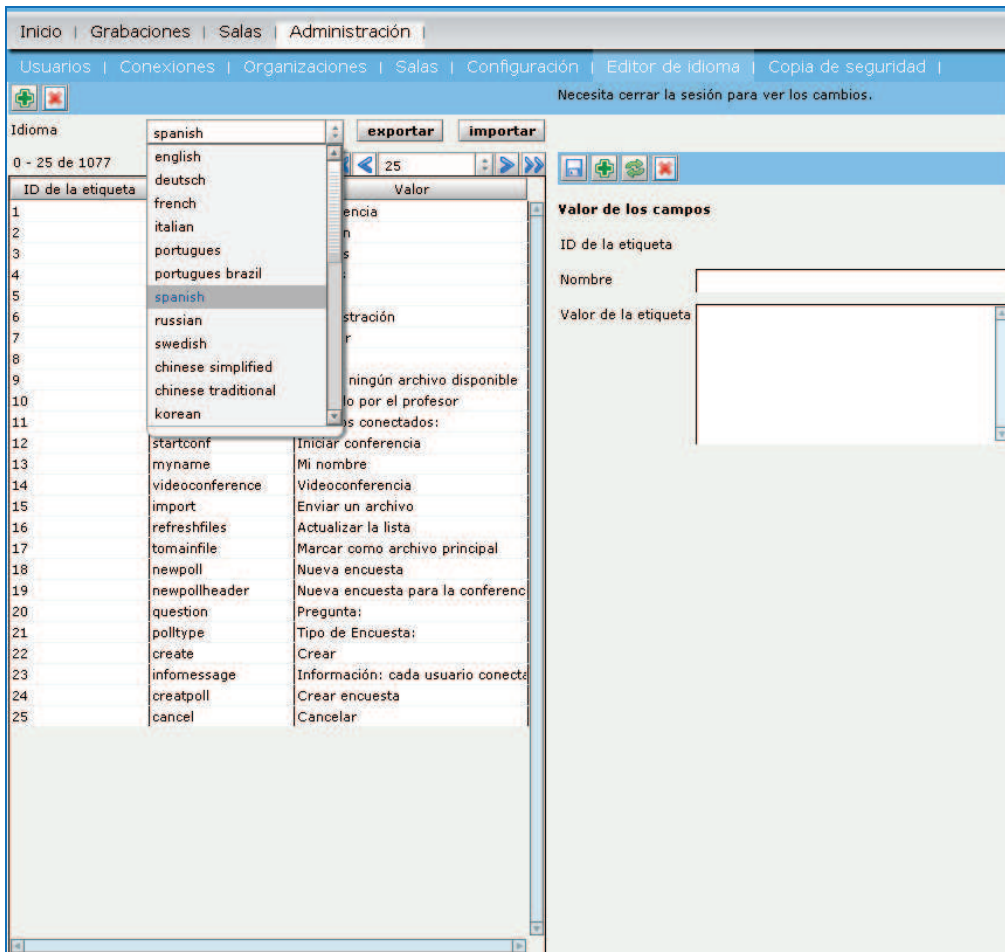 Inicio | Grabaciones | Salas | Administración |
Usuarios | Conexiones | Organizaciones | Salas | Configuración | Editor de idioma | Copia de seguridad |
Necesita cerrar la sesión para ver los cambios.
Idioma
spanish
exportar
importar
english
deutsch
french
italian
portugues
portugues brazil
spanish
russian
swedish
chinese simplified
chinese traditional
korean
0 - 25 de 1077
25
ID de la etiqueta
Valor
1
2
3
4
5
6
7
8
9 ningún archivo disponible
10 por el profesor
11 conectados:
12 startconf Iniciar conferencia
13 myname Mi nombre
14 videoconference Videoconferencia
15 import Enviar un archivo
16 refreshfiles Actualizar la lista
17 tomainfile Marcar como archivo principal
18 newpoll Nueva encuesta
19 newpollheader Nueva encuesta para la conferenc
20 question Pregunta:
21 polltype Tipo de Encuesta:
22 create Crear
23 infomessage Información: cada usuario conecta
24 creatpoll Crear encuesta
25 cancel Cancelar
Valor de los campos
ID de la etiqueta
Nombre
Valor de la etiqueta